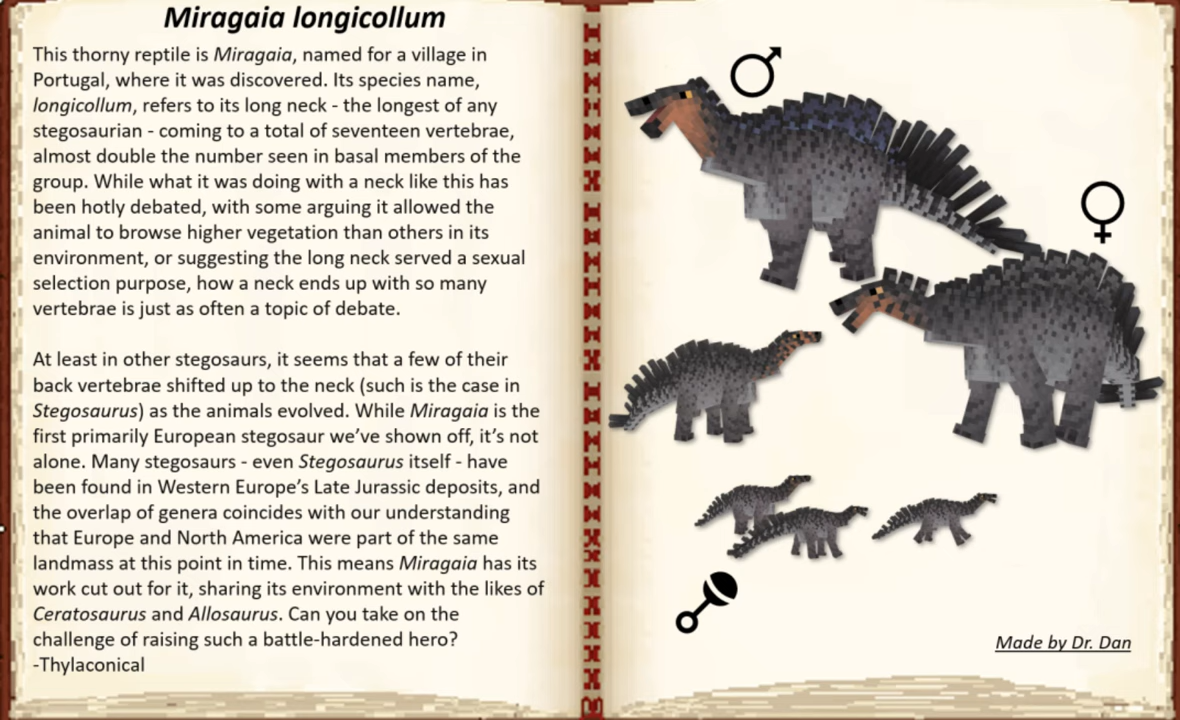 Miragaia longicollum
This thorny reptile is Miragaia, named for a village in
Portugal, where it was discovered. Its species name,
longicollum, refers to its long neck - the longest of any
stegosaurian - coming to a total of seventeen vertebrae,
almost double the number seen in basal members of the
group. While what it was doing with a neck like this has
been hotly debated, with some arguing it allowed the
animal to browse higher vegetation than others in its
environment, or suggesting the long neck served a sexual
selection purpose, how a neck ends up with so many
vertebrae is just as often a topic of debate.
At least in other stegosaurs, it seems that a few of their
back vertebrae shifted up to the neck (such is the case in
Stegosaurus) as the animals evolved. While Miragaia is the
first primarily European stegosaur we've shown off, it's not
alone. Many stegosaurs - even Stegosaurus itself - have
been found in Western Europe's Late Jurassic deposits, and
the overlap of genera coincides with our understanding
that Europe and North America were part of the same
landmass at this point in time. This means Miragaia has its
work cut out for it, sharing its environment with the likes of
Ceratosaurus and Allosaurus. Can you take on the
challenge of raising such a battle-hardened hero?
-Thylaconical
Made by Dr. Dan